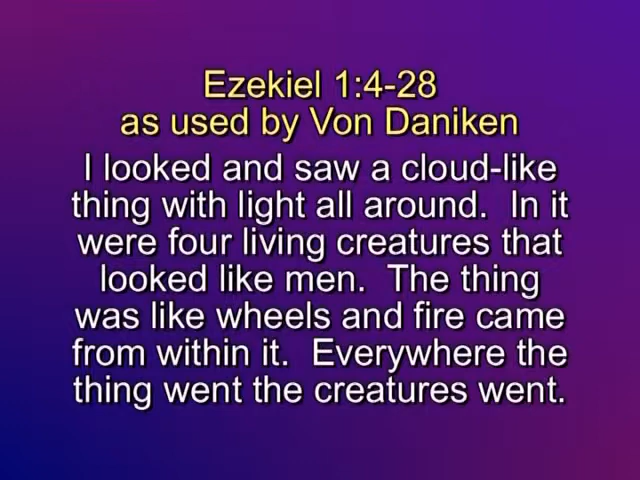 Ezekiel 1:4-28
as used by Von Daniken
I looked and saw a cloud-like
thing with light all around.  In it
were four living creatures that
looked like men.  The thing
was like wheels and fire came
from within it.  Everywhere the
thing went the creatures went.